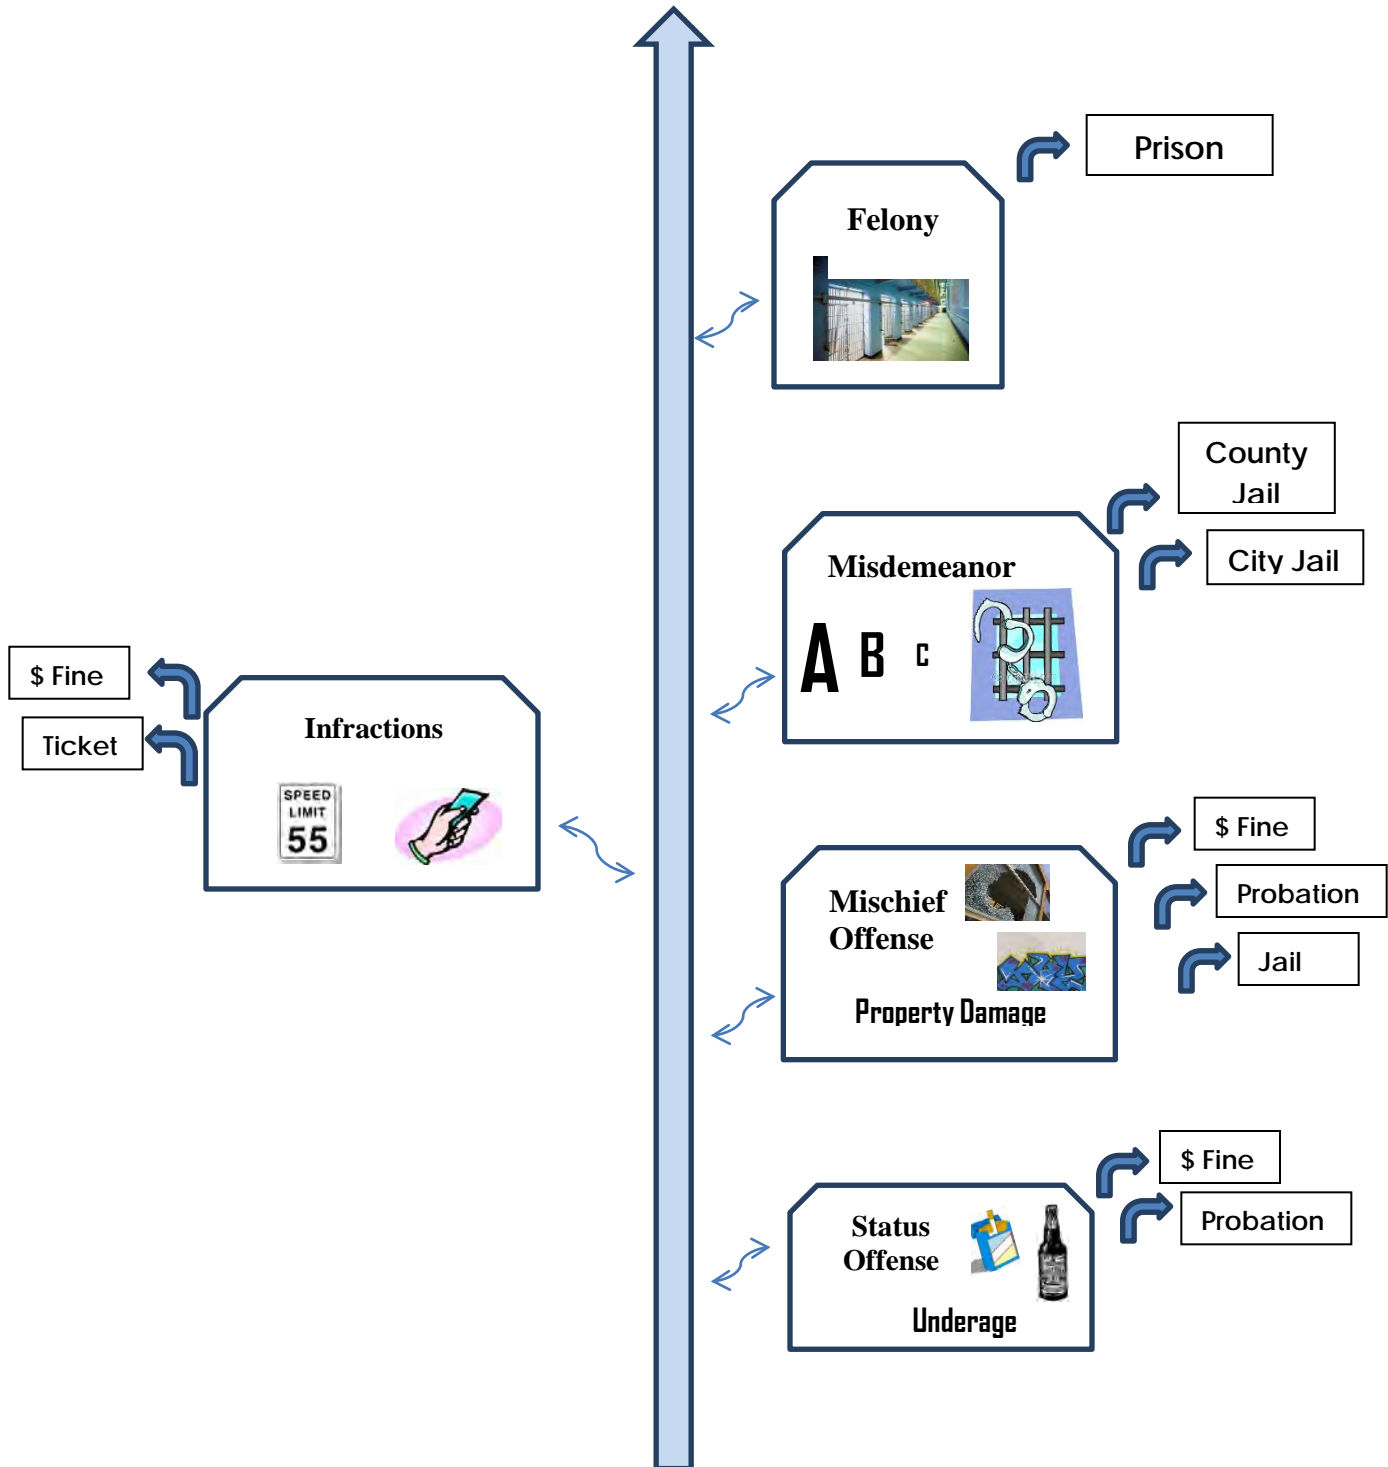 Prison
Felony
County
Jail
City Jail
Misdemeanor
A B C
$ Fine
Ticket
Infractions
SPEED
LIMIT
55
$ Fine
Probation
Jail
Mischief
Offense
Property Damage
$ Fine
Probation
Status
Offense
Underage